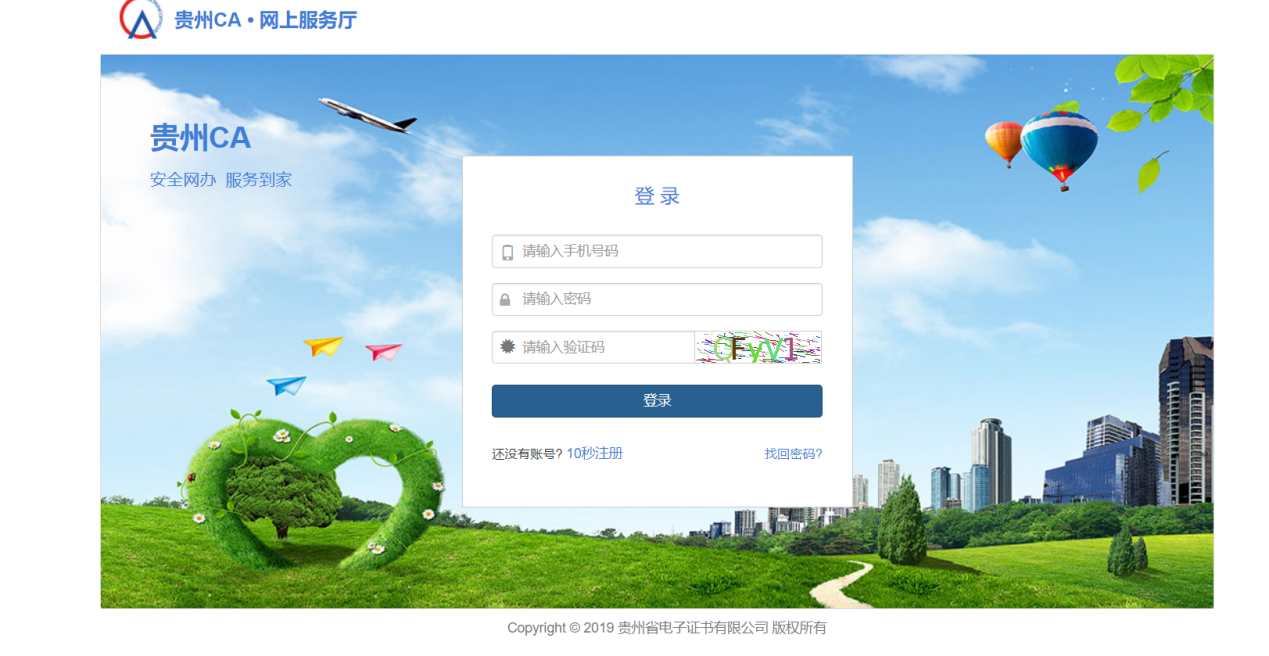 贵州CA • 网上服务厅
贵州CA
安全网办 服务到家
登 录
请输入手机号码
请输入密码
请输入验证码
登录
还没有账号? 10秒注册
找回密码?
Copyright © 2019 贵州省电子证书有限公司 版权所有